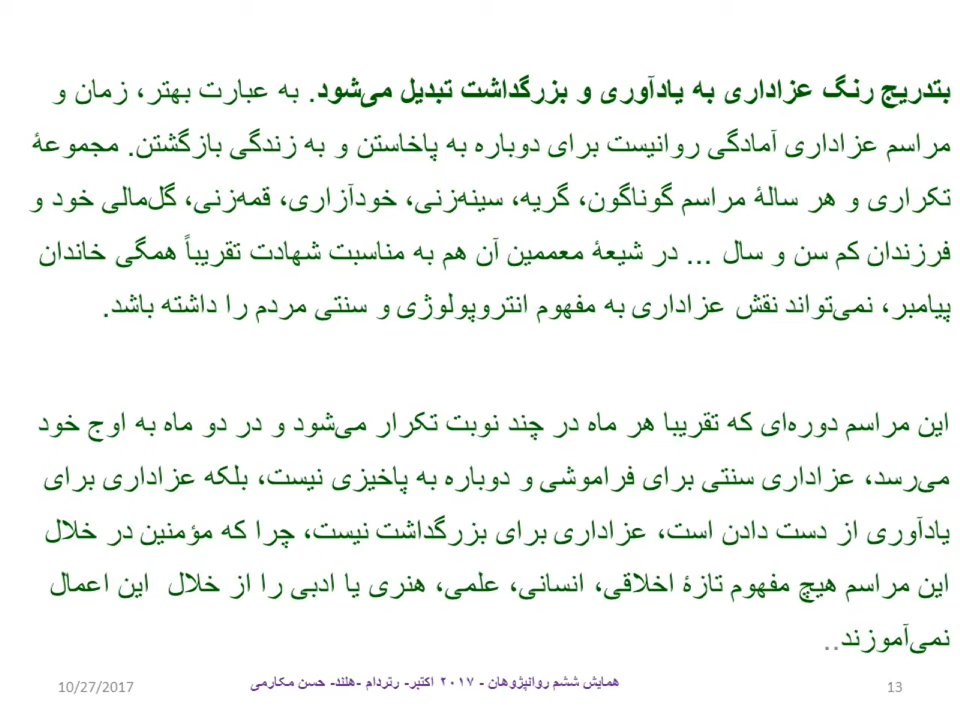 بتدریج رنگ عزاداری به یادآوری و بزرگداشت تبدیل می‌شود. به عبارت بهتر، زمان و
مراسم عزاداری آمادگی روانیست برای دوباره به پاخاستن و به زندگی بازگشتن. مجموعۀ
تکراری و هر سالۀ مراسم گوناگون، گریه، سینه‌زنی، خودآزاری، قمه‌زنی، گل‌مالی خود و
فرزندان کم سن و سال ... در شیعۀ معممین آن هم به مناسبت شهادت تقریباً همگی خاندان
پیامبر، نمی‌تواند نقش عزاداری به مفهوم انتروپولوژی و سنتی مردم را داشته باشد.
این مراسم دوره‌ای که تقریبا هر ماه در چند نوبت تکرار می‌شود و در دو ماه به اوج خود
می‌رسد، عزاداری سنتی برای فراموشی و دوباره به پاخیزی نیست، بلکه عزاداری برای
یادآوری از دست دادن است، عزاداری برای بزرگداشت نیست، چرا که مؤمنین در خلال
این مراسم هیچ مفهوم تازۀ اخلاقی، انسانی، علمی، هنری یا ادبی را از خلال این اعمال
نمی‌آموزند..
10/27/2017
همایش ششم روانپژوهان - ۲۰۱۷ اکتبر- رتردام -هلند- حسن مکارمی
13